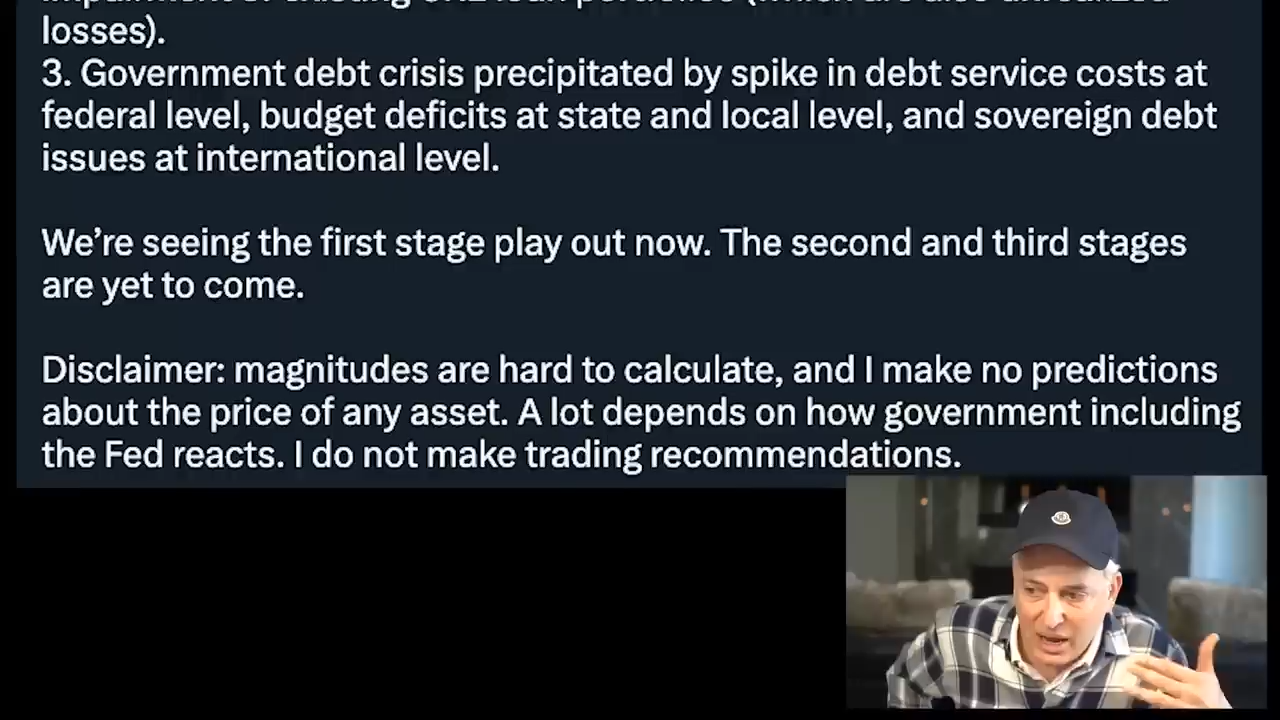 losses).
3. Government debt crisis precipitated by spike in debt service costs at
federal level, budget deficits at state and local level, and sovereign debt
issues at international level.
We’re seeing the first stage play out now. The second and third stages
are yet to come.
Disclaimer: magnitudes are hard to calculate, and I make no predictions
about the price of any asset. A lot depends on how government including
the Fed reacts. I do not make trading recommendations.